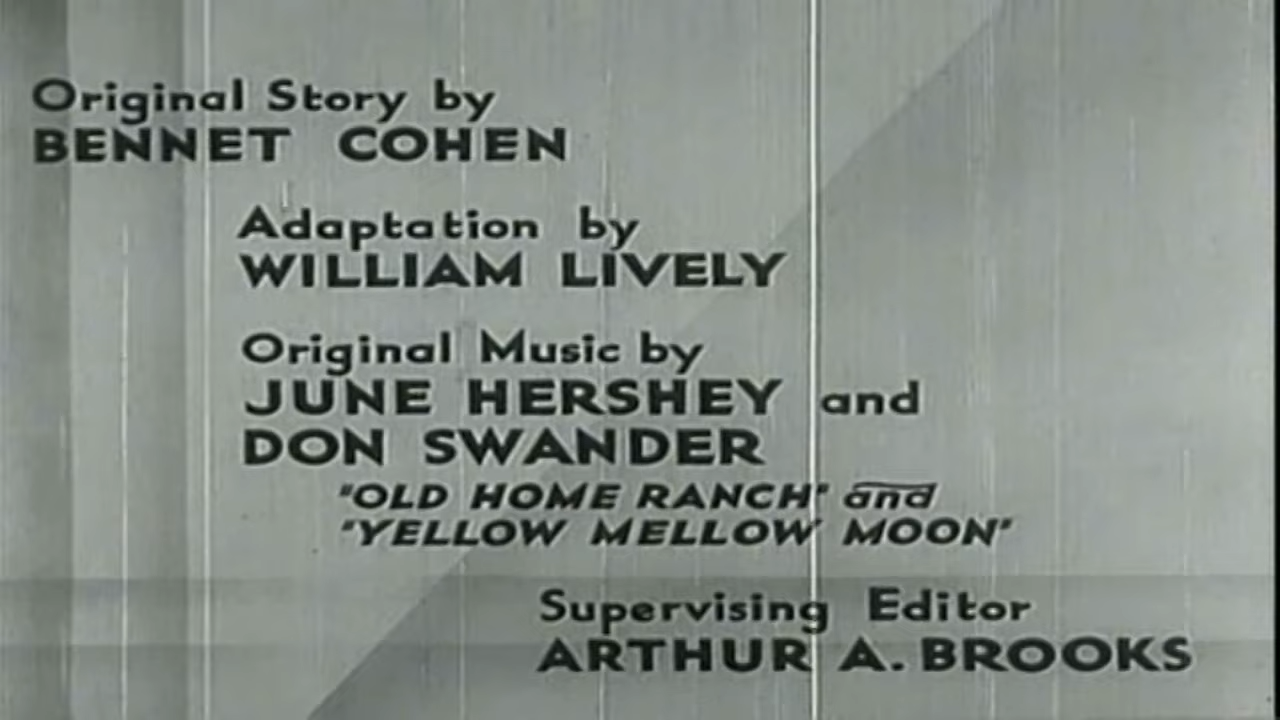 Original Story by
BENNET COHEN
Adaptation by
WILLIAM LIVELY
Original Music by
JUNE HERSHEY and
DON SWANDER
"OLD HOME RANCH" and
"YELLOW MELLOW MOON"
Supervising Editor
ARTHUR A. BROOKS